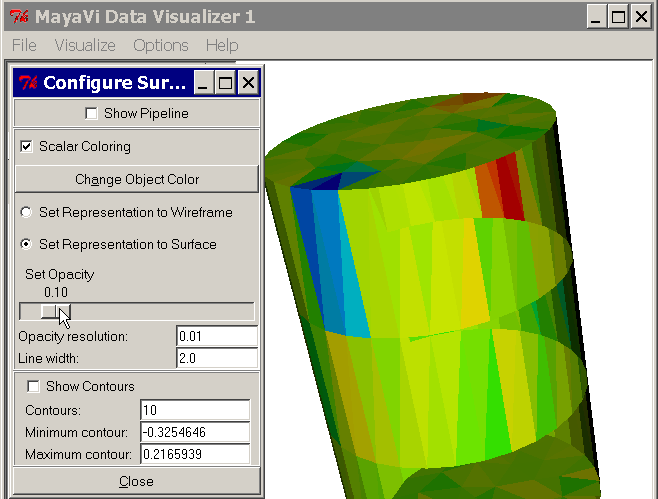 MayaVi Data Visualizer 1
File Visualize Options Help
Configure Sur...
Show Pipeline
Scalar Coloring
Change Object Color
Set Representation to Wireframe
Set Representation to Surface
Set Opacity
0.10
Opacity resolution: 0.01
Line width: 2.0
Show Contours
Contours: 10
Minimum contour: -0.3254646
Maximum contour: 0.2165939
Close